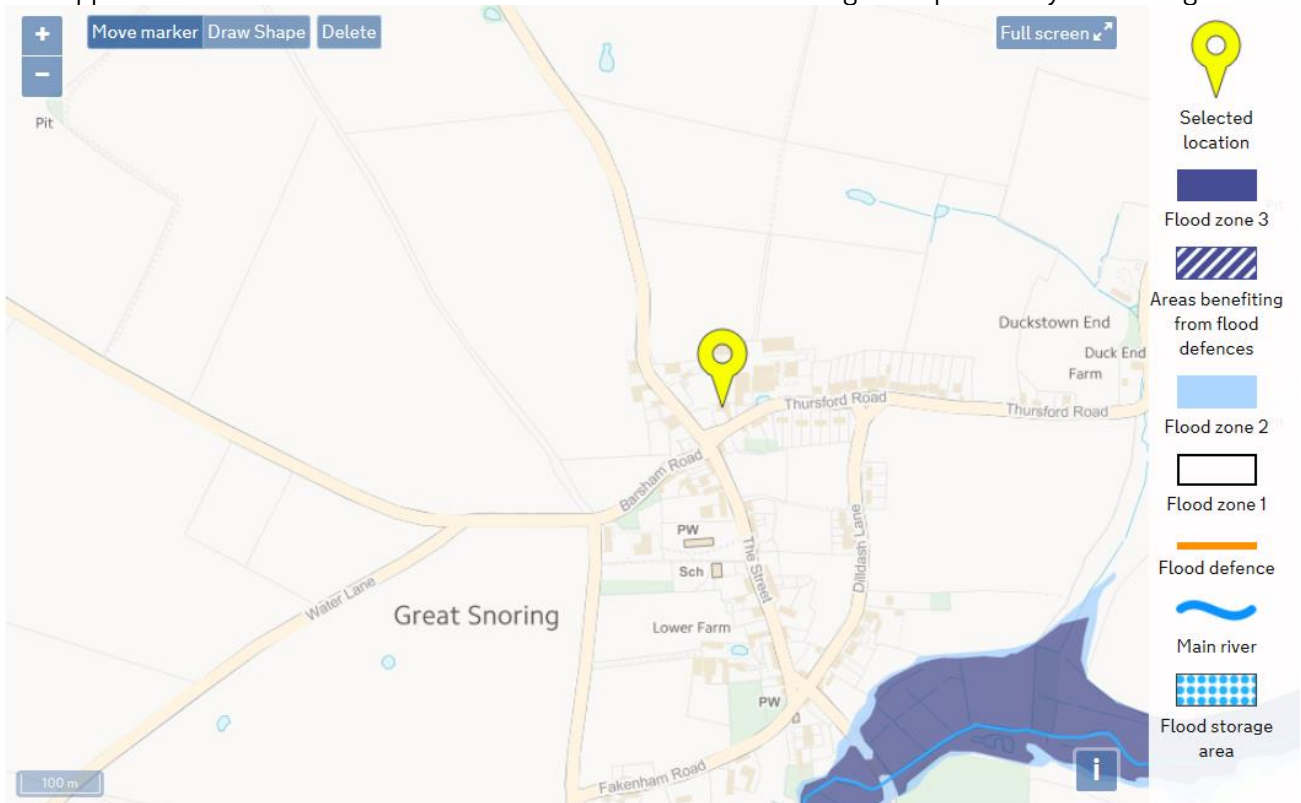 +
−
Move marker
Draw Shape
Delete
Full screen
Pit
Duckstown End
Duck End
Farm
Thursford Road
Thursford Road
Barsham Road
PW
Sch
The Street
Dilldash Lane
Water Lane
Great Snoring
Lower Farm
PW
Fakenham Road
100 m
i
Selected
location
Flood zone 3
Areas benefiting
from flood
defences
Flood zone 2
Flood zone 1
Flood defence
Main river
Flood storage
area